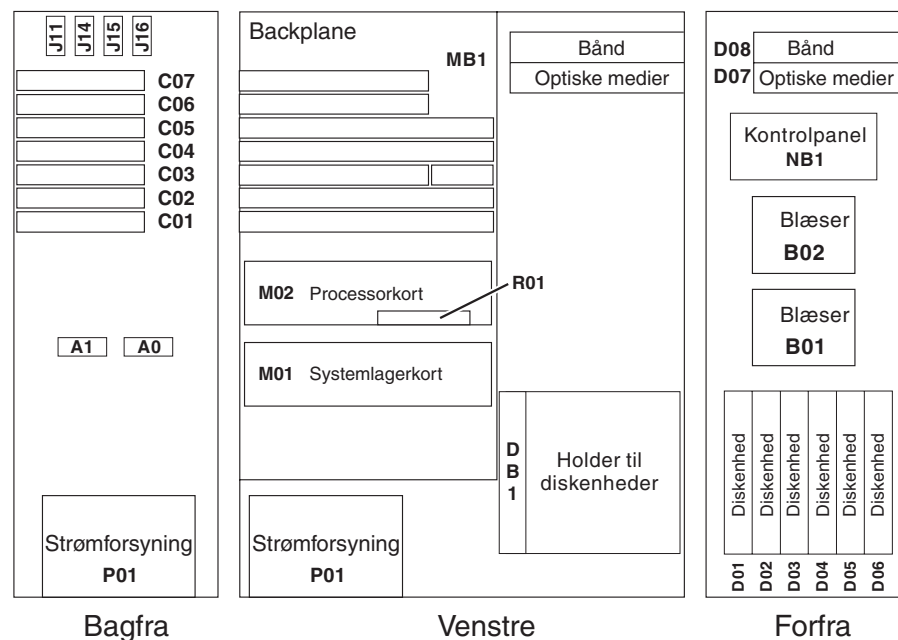 J11
J14
J15
J16
C07
C06
C05
C04
C03
C02
C01
A1 A0
Strømforsyning
P01
Bagfra
Backplane
MB1
Bånd
Optiske medier
M02 Processorkort
R01
M01 Systemlagerkort
D
B
1
Holder til
diskenheder
Strømforsyning
P01
Venstre
D08 Bånd
D07 Optiske medier
Kontrolpanel
NB1
Blæser
B02
Blæser
B01
Diskenhed
Diskenhed
Diskenhed
Diskenhed
Diskenhed
Diskenhed
D01
D02
D03
D04
D05
D06
Forfra